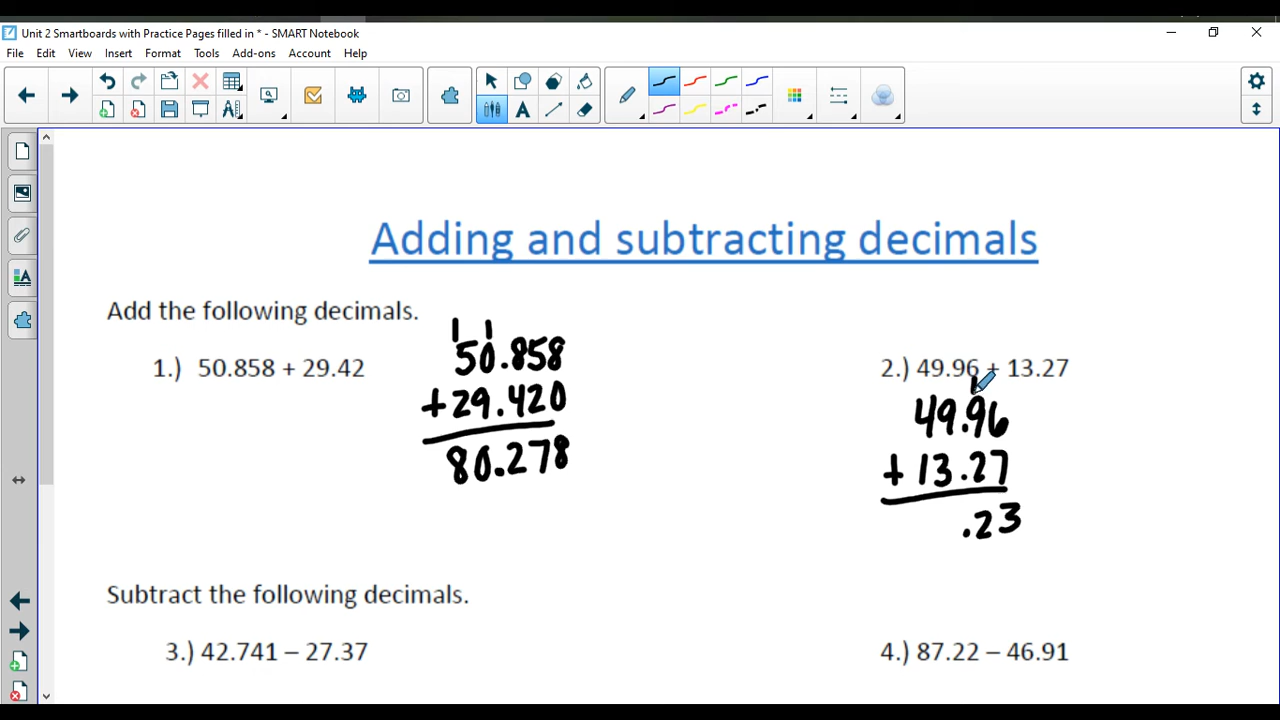 Unit 2 Smartboards with Practice Pages filled in * - SMART Notebook
File Edit View Insert Format Tools Add-ons Account Help
Adding and subtracting decimals
Add the following decimals.
1.) 50.858 + 29.42
1 1
50.858
+29.420
80.278
2.) 49.96 + 13.27
1
49.96
+ 13.27
.23
Subtract the following decimals.
3.) 42.741 – 27.37
4.) 87.22 – 46.91